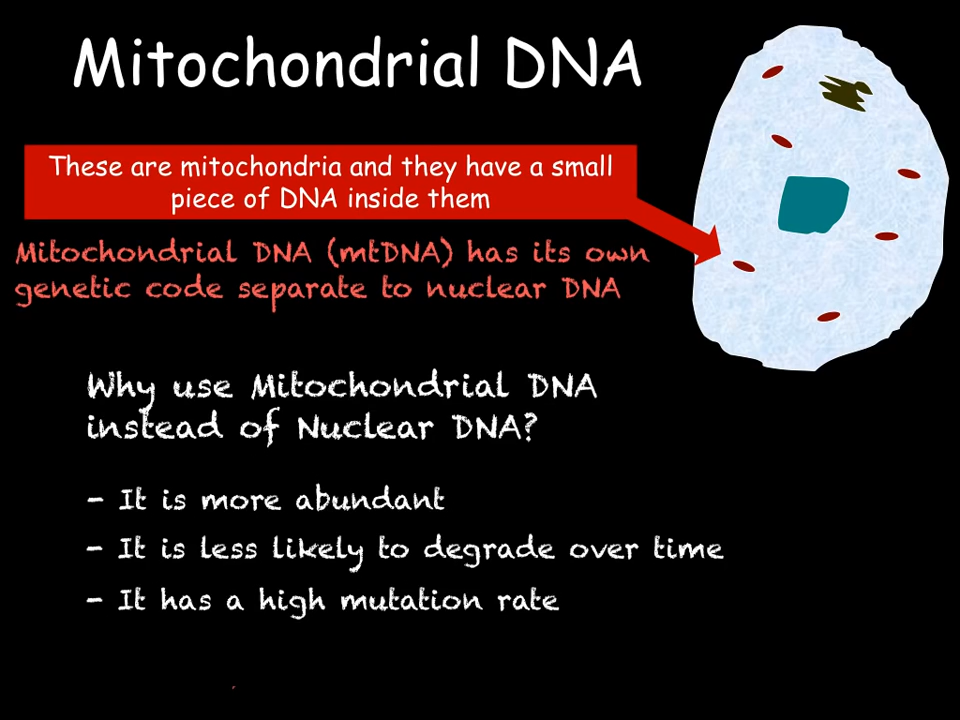 Mitochondrial DNA
These are mitochondria and they have a small
piece of DNA inside them
Mitochondrial DNA (mtDNA) has its own
genetic code separate to nuclear DNA
Why use Mitochondrial DNA
instead of Nuclear DNA?
- It is more abundant
- It is less likely to degrade over time
- It has a high mutation rate